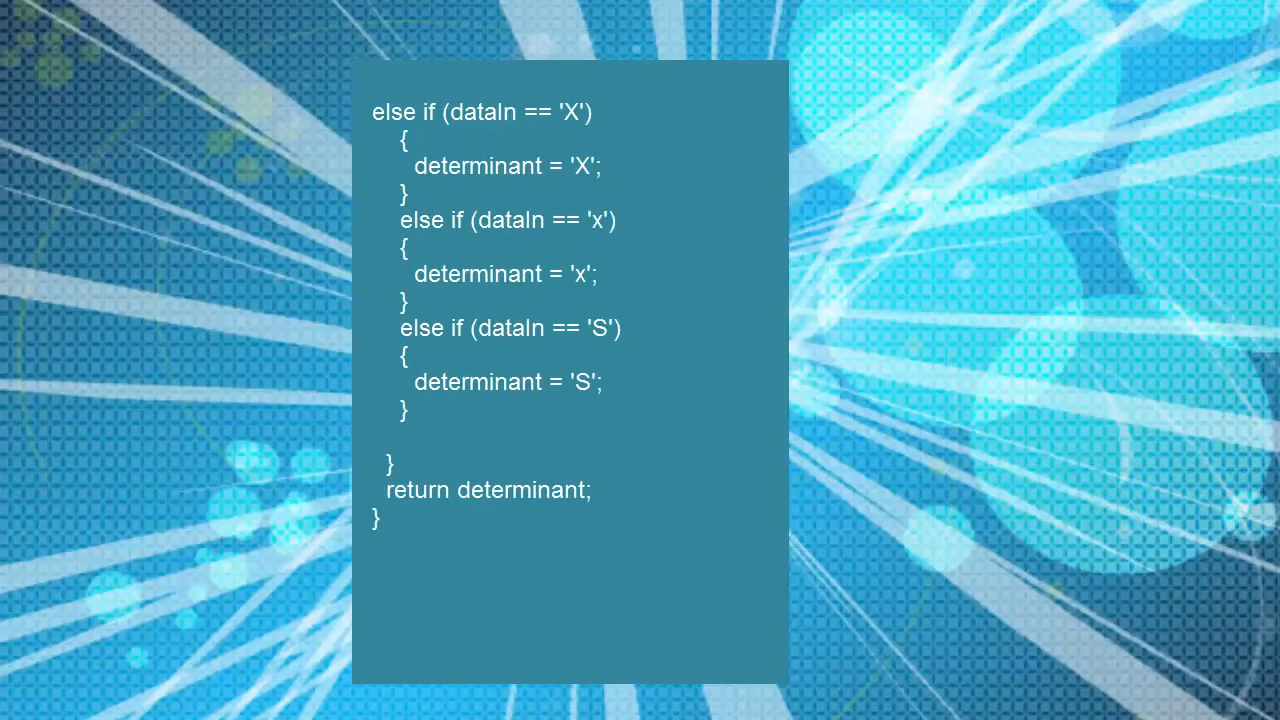 else if (dataIn == 'X')
{
determinant = 'X';
}
else if (dataIn == 'x')
{
determinant = 'x';
}
else if (dataIn == 'S')
{
determinant = 'S';
}
}
return determinant;
}